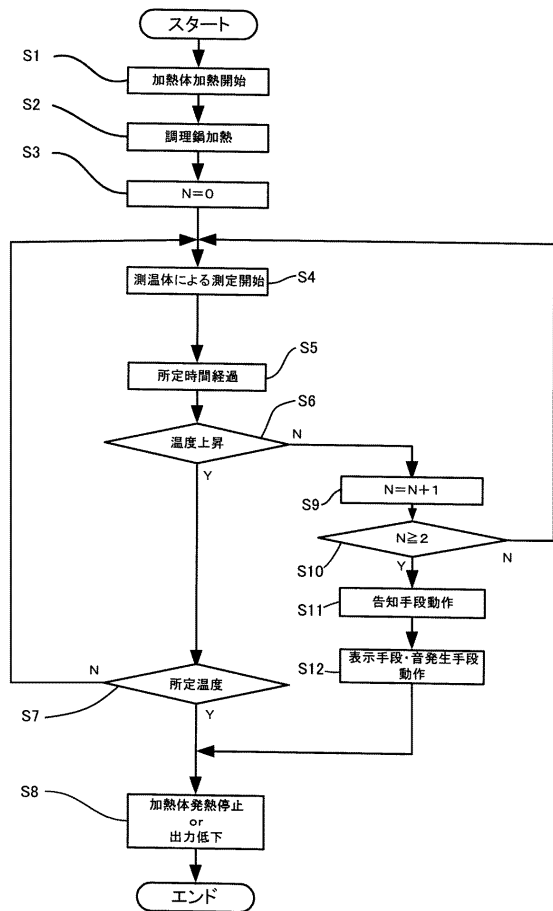 スタート
S1
加熱体加熱開始
S2
調理鍋加熱
S3
N=0
測温体による測定開始
S4
所定時間経過
S5
温度上昇
S6
N
Y
N=N+1
S9
N≧2
S10
Y
N
告知手段動作
S11
表示手段・音発生手段
動作
S12
所定温度
N
S7
Y
加熱体発熱停止
or
出力低下
S8
エンド